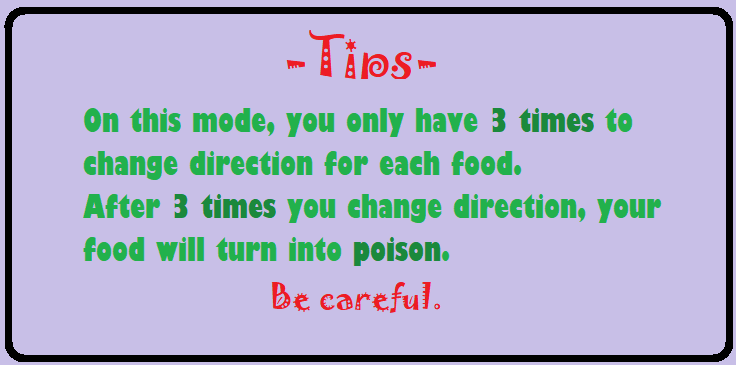 -Tips-
On this mode, you only have 3 times to
change direction for each food.
After 3 times you change direction, your
food will turn into poison.
Be careful.